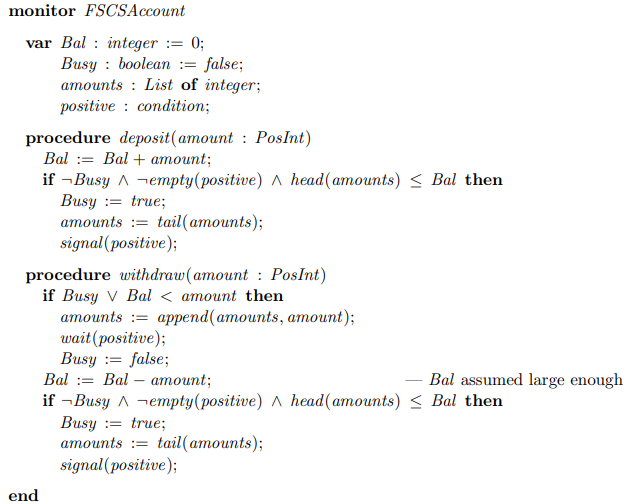 monitor FSCSAccount
var Bal : integer := 0;
Busy : boolean := false;
amounts : List of integer;
positive : condition;
procedure deposit(amount : PosInt)
Bal := Bal + amount;
if ¬Busy ∧ ¬empty(positive) ∧ head(amounts) ≤ Bal then
Busy := true;
amounts := tail(amounts);
signal(positive);
procedure withdraw(amount : PosInt)
if Busy ∨ Bal < amount then
amounts := append(amounts, amount);
wait(positive);
Busy := false;
Bal := Bal − amount; — Bal assumed large enough
if ¬Busy ∧ ¬empty(positive) ∧ head(amounts) ≤ Bal then
Busy := true;
amounts := tail(amounts);
signal(positive);
end